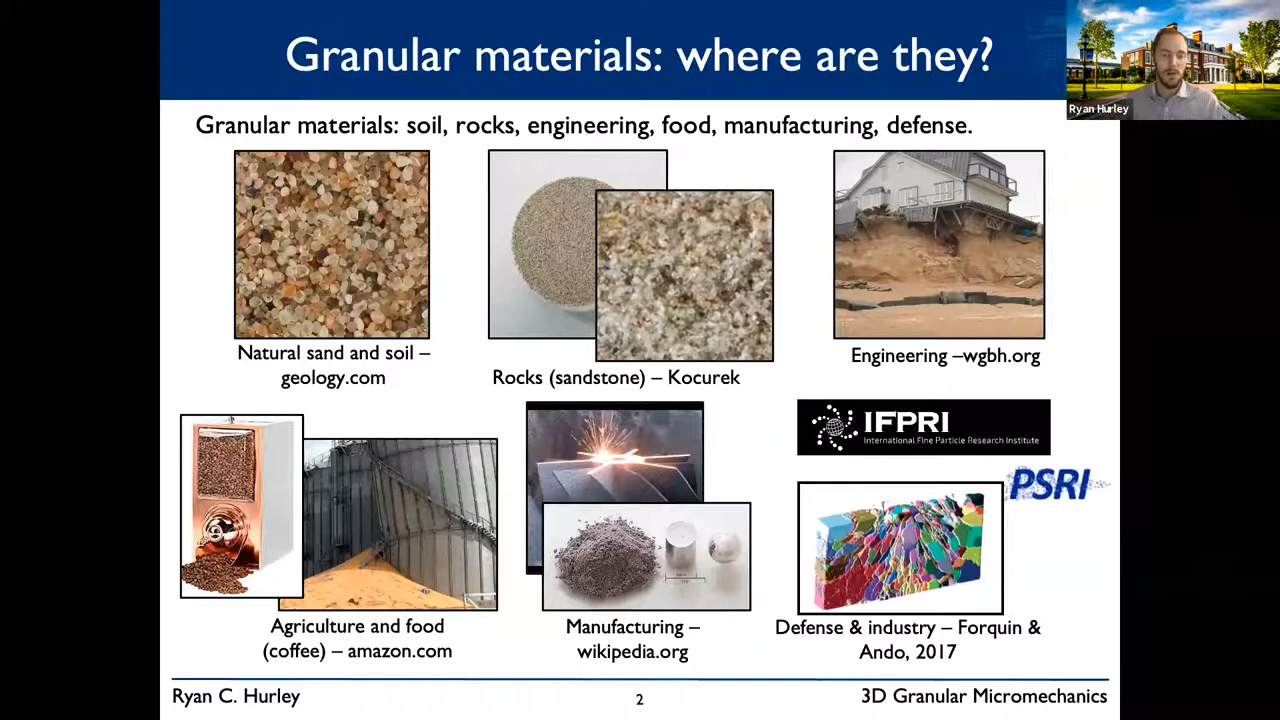 Granular materials: where are they?
Ryan Hurley
Granular materials: soil, rocks, engineering, food, manufacturing, defense.
Natural sand and soil –
geology.com
Rocks (sandstone) – Kocurek
Engineering –wgbh.org
IFPRI
International Fine Particle Research Institute
PSRI
Agriculture and food
(coffee) – amazon.com
Manufacturing –
wikipedia.org
Defense & industry – Forquin &
Ando, 2017
Ryan C. Hurley
2
3D Granular Micromechanics